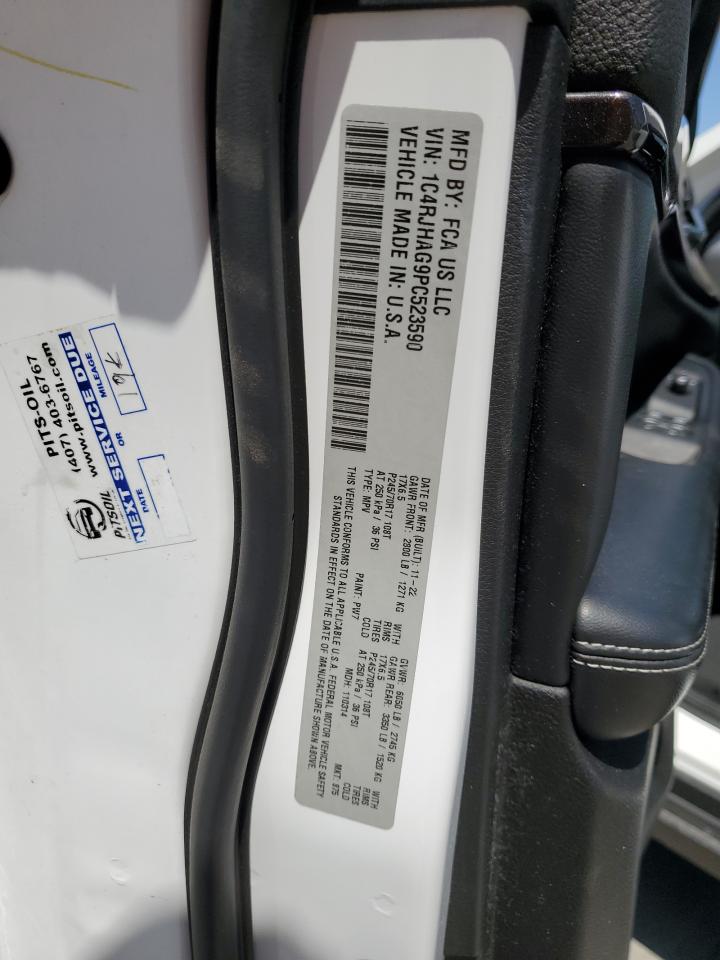 MFD BY: FCA US LLC
VIN: 1C4RJHAG9PC523590
VEHICLE MADE IN: U.S.A.
DATE OF MFR (BUILT): 11-22
GVWR: 6050 LB / 2745 KG
GAWR FRONT: 2800 LB / 1271 KG WITH
GAWR REAR: 3350 LB / 1520 KG WITH
17X6.5 RIMS
17X6.5 RIMS
P245/70R17 108T TIRES
P245/70R17 108T TIRES
AT 250 kPa / 36 PSI COLD
AT 250 kPa / 36 PSI COLD
TYPE: MPV
PAINT: PW7
MDH: 110314
MKT: 975
THIS VEHICLE CONFORMS TO ALL APPLICABLE U.S.A. FEDERAL MOTOR VEHICLE SAFETY
STANDARDS IN EFFECT ON THE DATE OF MANUFACTURE SHOWN ABOVE.
PITS-OIL
(407) 403-6767
www.pitsoil.com
NEXT SERVICE DUE
DATE OR MILEAGE